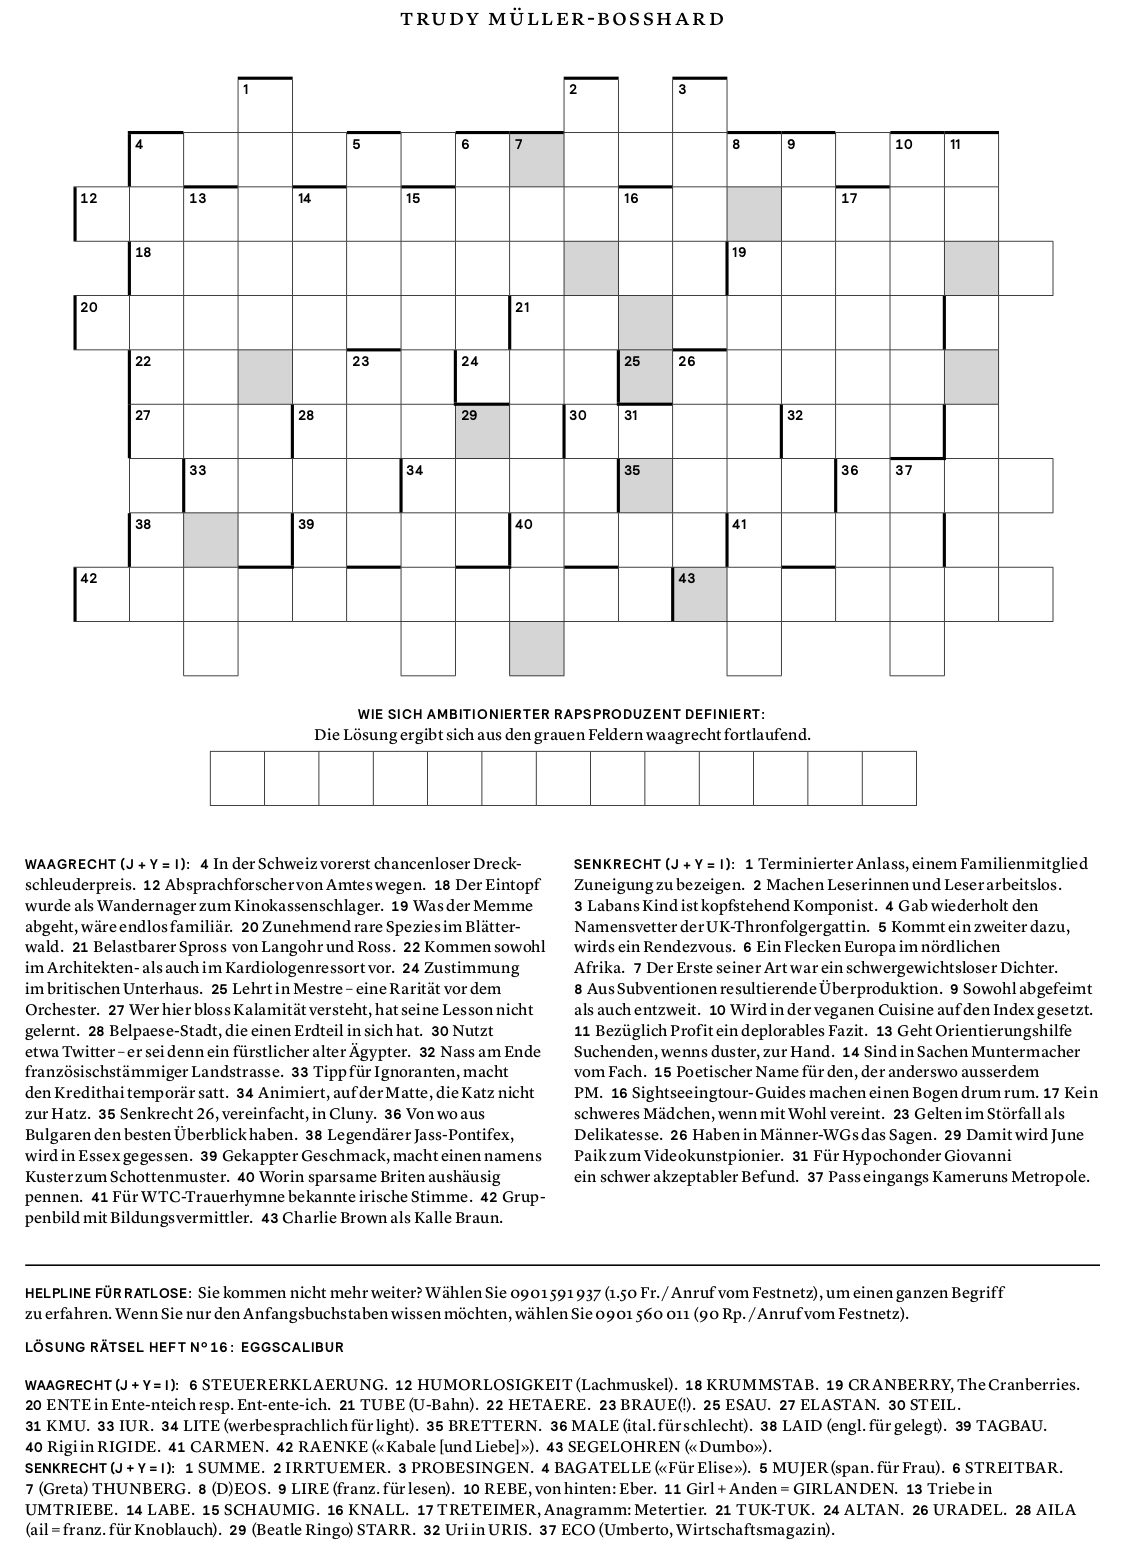 TRUDY MÜLLER-BOSSHARD
1 2 3
4 5 6 7 8 9 10 11
12 13 14 15 16 17
18 19
20 21
22 23 24 25 26
27 28 29 30 31 32
33 34 35 36 37
38 39 40 41
42 43
WIE SICH AMBITIONIERTER RAPSPRODUZENT DEFINIERT:
Die Lösung ergibt sich aus den grauen Feldern waagrecht fortlaufend.
WAAGRECHT (J + Y = I): 4 In der Schweiz vorerst chancenloser Dreck-
schleuderpreis. 12 Absprachforscher von Amtes wegen. 18 Der Eintopf
wurde als Wandernager zum Kinokassenschlager. 19 Was der Memme
abgeht, wäre endlos familiär. 20 Zunehmend rare Spezies im Blätter-
wald. 21 Belastbarer Spross von Langohr und Ross. 22 Kommen sowohl
im Architekten- als auch im Kardiologenressort vor. 24 Zustimmung
im britischen Unterhaus. 25 Lehrt in Mestre – eine Rarität vor dem
Orchester. 27 Wer hier bloss Kalamität versteht, hat seine Lesson nicht
gelernt. 28 Belpaese-Stadt, die einen Erdteil in sich hat. 30 Nutzt
etwa Twitter – er sei denn ein fürstlicher alter Ägypter. 32 Nass am Ende
französischstämmiger Landstrasse. 33 Tipp für Ignoranten, macht
den Kredithai temporär satt. 34 Animiert, auf der Matte, die Katz nicht
zur Hatz. 35 Senkrecht 26, vereinfacht, in Cluny. 36 Von wo aus
Bulgaren den besten Überblick haben. 38 Legendärer Jass-Pontifex,
wird in Essex gegessen. 39 Gekappter Geschmack, macht einen namens
Kuster zum Schottenmuster. 40 Worin sparsame Briten aushäusig
pennen. 41 Für WTC-Trauerhymne bekannte irische Stimme. 42 Grup-
penbild mit Bildungsvermittler. 43 Charlie Brown als Kalle Braun.
SENKRECHT (J + Y = I): 1 Terminierter Anlass, einem Familienmitglied
Zuneigung zu bezeigen. 2 Machen Leserinnen und Leser arbeitslos.
3 Labans Kind ist kopfstehend Komponist. 4 Gab wiederholt den
Namensvetter der UK-Thronfolgergattin. 5 Kommt ein zweiter dazu,
wirds ein Rendezvous. 6 Ein Flecken Europa im nördlichen
Afrika. 7 Der Erste seiner Art war ein schwergewichtsloser Dichter.
8 Aus Subventionen resultierende Überproduktion. 9 Sowohl abgefeimt
als auch entzweit. 10 Wird in der veganen Cuisine auf den Index gesetzt.
11 Bezüglich Profit ein deplorables Fazit. 13 Geht Orientierungshilfe
Suchenden, wenns duster, zur Hand. 14 Sind in Sachen Muntermacher
vom Fach. 15 Poetischer Name für den, der anderswo ausserdem
PM. 16 Sightseeingtour-Guides machen einen Bogen drum rum. 17 Kein
schweres Mädchen, wenn mit Wohl vereint. 23 Gelten im Störfall als
Delikatesse. 26 Haben in Männer-WGs das Sagen. 29 Damit wird June
Paik zum Videokunstpionier. 31 Für Hypochonder Giovanni
ein schwer akzeptabler Befund. 37 Pass eingangs Kameruns Metropole.
HELPLINE FÜR RATLOSE: Sie kommen nicht mehr weiter? Wählen Sie 0901 591 937 (1.50 Fr. / Anruf vom Festnetz), um einen ganzen Begriff
zu erfahren. Wenn Sie nur den Anfangsbuchstaben wissen möchten, wählen Sie 0901 560 011 (90 Rp. / Anruf vom Festnetz).
LÖSUNG RÄTSEL HEFT Nº 16: EGGSCALIBUR
WAAGRECHT (J + Y = I): 6 STEUERERKLAERUNG. 12 HUMORLOSIGKEIT (Lachmuskel). 18 KRUMMSTAB. 19 CRANBERRY, The Cranberries.
20 ENTE in Ente-nteich resp. Ent-ente-ich. 21 TUBE (U-Bahn). 22 HETAERE. 23 BRAUE(!). 25 ESAU. 27 ELASTAN. 30 STEIL.
31 KMU. 33 IUR. 34 LITE (werbesprachlich für light). 35 BRETTERN. 36 MALE (ital. für schlecht). 38 LAID (engl. für gelegt). 39 TAGBAU.
40 Rigi in RIGIDE. 41 CARMEN. 42 RAENKE («Kabale [und Liebe]»). 43 SEGELOHREN («Dumbo»).
SENKRECHT (J + Y = I): 1 SUMME. 2 IRRTUEMER. 3 PROBESINGEN. 4 BAGATELLE («Für Elise»). 5 MUJER (span. für Frau). 6 STREITBAR.
7 (Greta) THUNBERG. 8 (D)EOS. 9 LIRE (franz. für lesen). 10 REBE, von hinten: Eber. 11 Girl + Anden = GIRLANDEN. 13 Triebe in
UMTRIEBE. 14 LABE. 15 SCHAUMIG. 16 KNALL. 17 TRETEIMER, Anagramm: Metertier. 21 TUK-TUK. 24 ALTAN. 26 URADEL. 28 AILA
(ail = franz. für Knoblauch). 29 (Beatle Ringo) STARR. 32 Uri in URIS. 37 ECO (Umberto, Wirtschaftsmagazin).